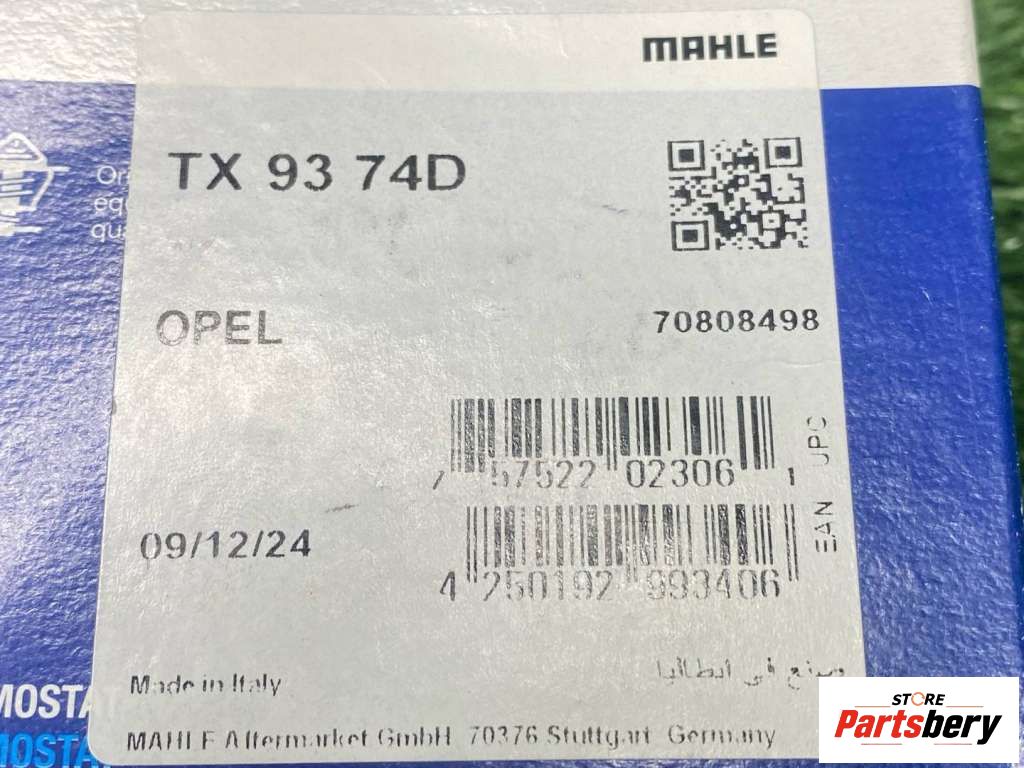 MAHLE
TX 93 74D
OPEL
70808498
7 57522 02306 1
UPC
09/12/24
4 250192 993406
EAN
Made in Italy
صنع في ايطاليا
MAHLE Aftermarket GmbH 70376 Stuttgart Germany
STORE
Partsbery